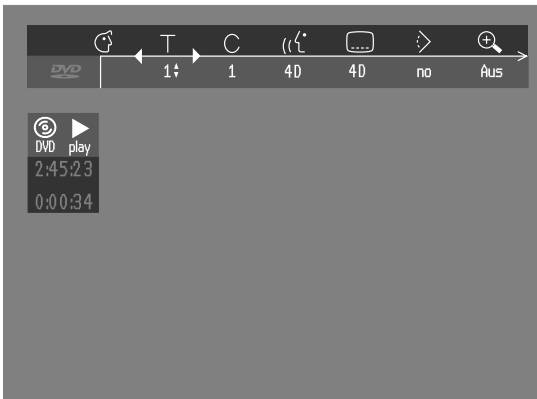 T C
DVD 1 1 4D 4D no Aus
DVD play
2:45:23
0:00:34